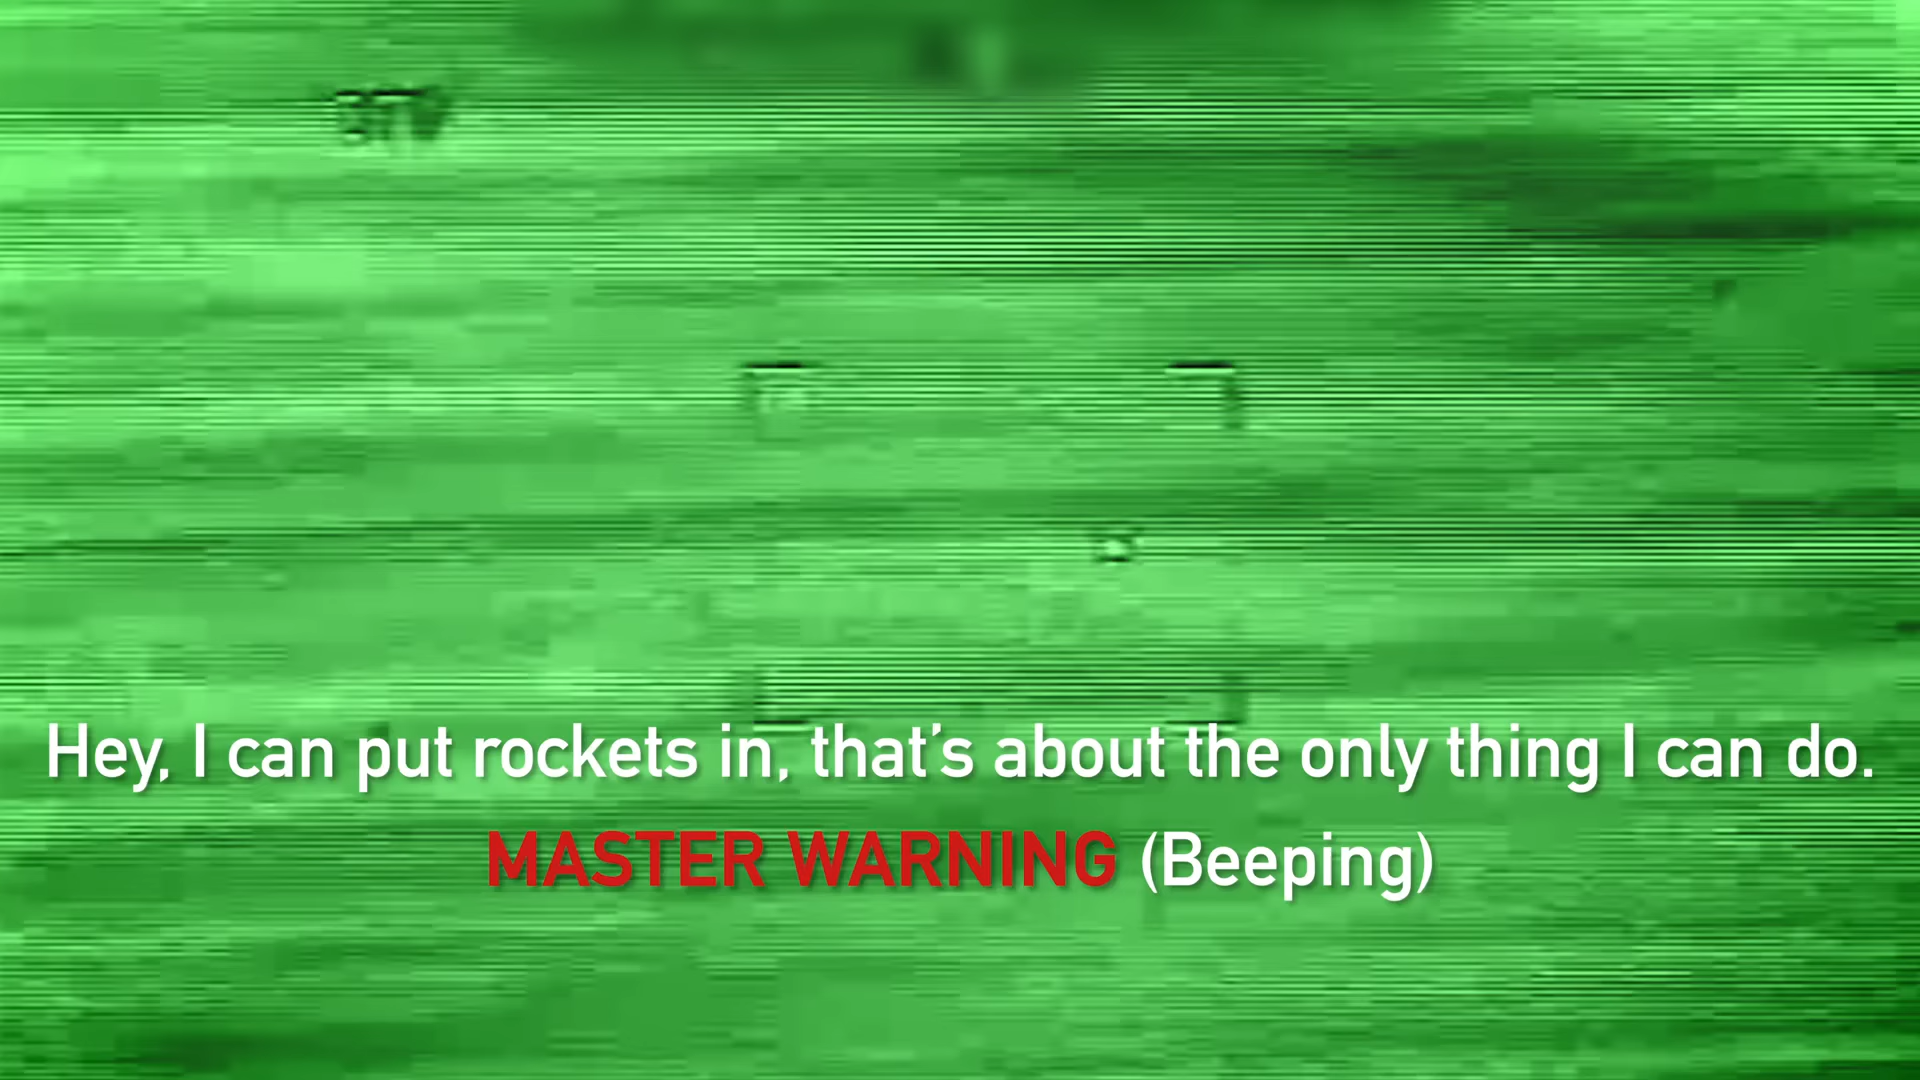 Hey, I can put rockets in, that's about the only thing I can do.
MASTER WARNING (Beeping)